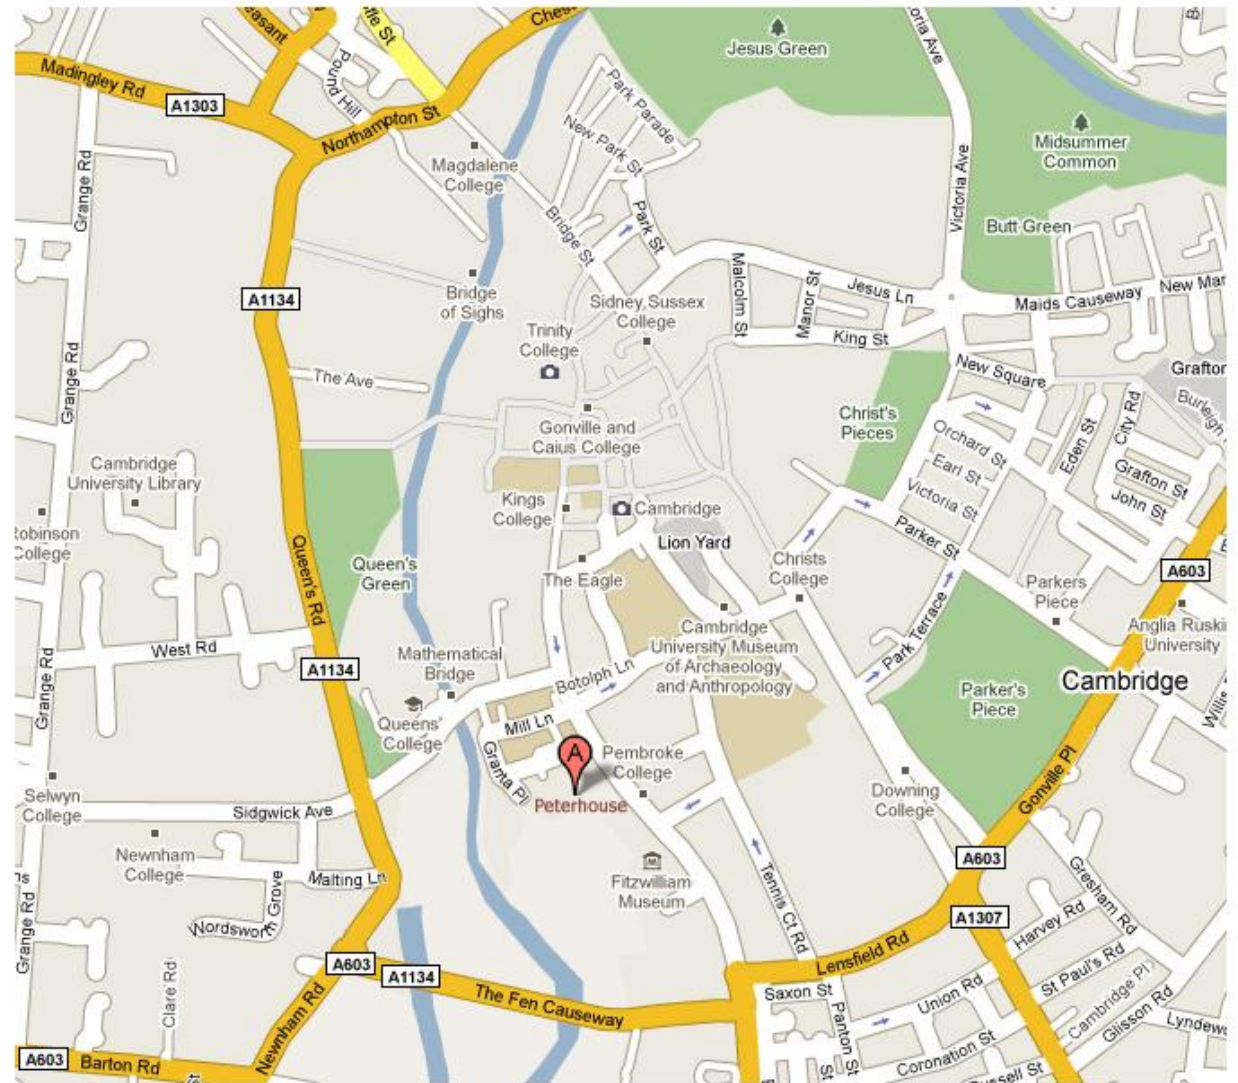 Jesus Green
Madingley Rd
A1303
Pound Hill
Northampton St
Park Parade
New Park St
Midsummer
Common
Victoria Ave
Magdalene
College
Grange Rd
Park St
Bridge St
Butt Green
A1134
Bridge
of Sighs
Sidney Sussex
College
Malcolm St
Manor St
Jesus Ln
Maids Causeway
King St
Trinity
College
Grange Rd
The Ave
New Square
Christ's
Pieces
Gonville and
Caius College
Orchard St
Eden St
City Rd
Earl St
Grafton St
Victoria St
John St
Cambridge
University Library
Kings
College
Cambridge
Lion Yard
Parker St
College
The Eagle
Christs
College
Queen's
Green
Queen's Rd
Parkers
Piece
A603
Cambridge
University Museum
of Archaeology
and Anthropology
Park Terrace
University
West Rd
A1134
Mathematical
Bridge
Botolph Ln
Cambridge
Parker's
Piece
Grange Rd
Queens'
College
Mill Ln
Granta Pl
A
Pembroke
College
Peterhouse
Selwyn
College
Sidgwick Ave
Downing
College
Gonville Pl
Newnham
College
Malting Ln
Fitzwilliam
Museum
Tennis Ct Rd
A603
Gresham Rd
A1307
Harvey Rd
Grange Rd
Clare Rd
A603
A1134
Lensfield Rd
St Paul's Rd
Cambridge Pl
Glisson Rd
The Fen Causeway
Saxon St
Union Rd
Panton St
Newnham Rd
Coronation St
A603
Barton Rd
St